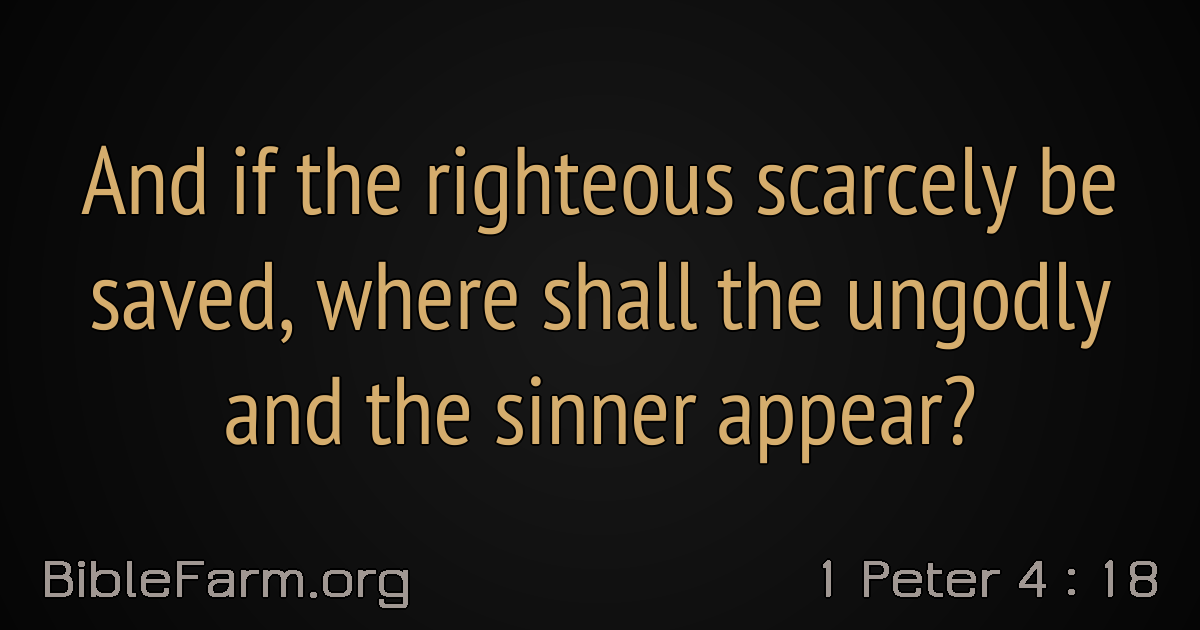 And if the righteous scarcely be
saved, where shall the ungodly
and the sinner appear?
BibleFarm.org
1 Peter 4 : 18